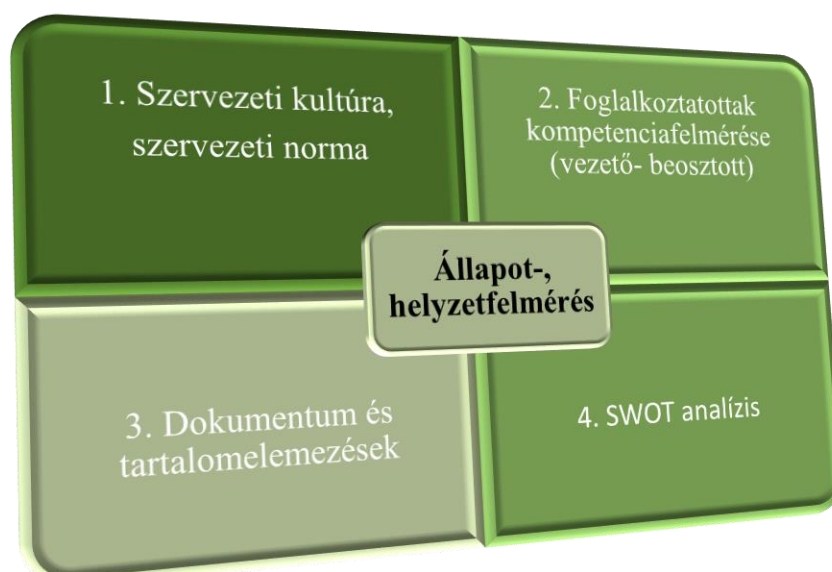 1. Szervezeti kultúra,
szervezeti norma
2. Foglalkoztatottak
kompetenciafelmérése
(vezető- beosztott)
Állapot-,
helyzetfelmérés
3. Dokumentum és
tartalomelemezések
4. SWOT analízis